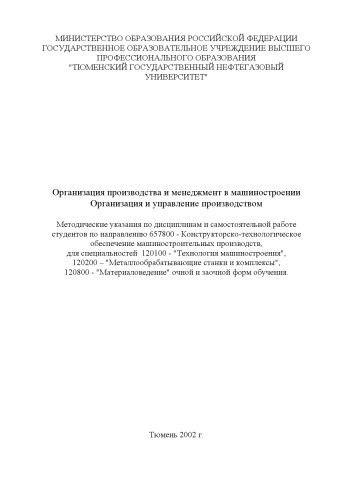 МИНИСТЕРСТВО ОБРАЗОВАНИЯ РОССИЙСКОЙ ФЕДЕРАЦИИ
ГОСУДАРСТВЕННОЕ ОБРАЗОВАТЕЛЬНОЕ УЧРЕЖДЕНИЕ ВЫСШЕГО
ПРОФЕССИОНАЛЬНОГО ОБРАЗОВАНИЯ
"ТЮМЕНСКИЙ ГОСУДАРСТВЕННЫЙ НЕФТЕГАЗОВЫЙ
УНИВЕРСИТЕТ"
Организация производства и менеджмент в машиностроении
Организация и управление производством
Методические указания по дисциплинам и самостоятельной работе
студентов по направлению 657800 - Конструкторско-технологическое
обеспечение машиностроительных производств,
для специальностей 120100 - "Технология машиностроения",
120200 – "Металлообрабатывающие станки и комплексы",
120800 - "Материаловедение" очной и заочной форм обучения.
Тюмень 2002 г.